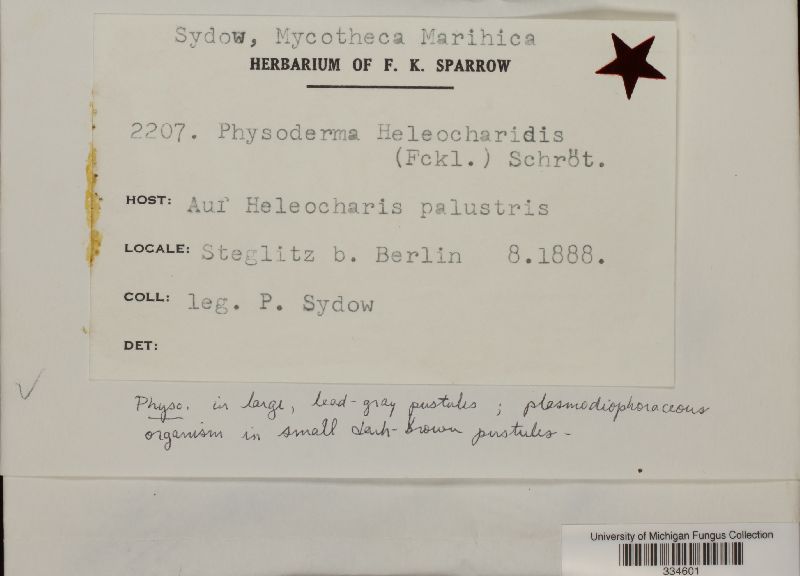 Sydow, Mycotheca Marihica
HERBARIUM OF F. K. SPARROW
2207. Physoderma Heleocharidis
(Fckl.) Schröt.
HOST: Auf Heleocharis palustris
LOCALE: Steglitz b. Berlin 8.1888.
COLL: leg. P. Sydow
DET:
Physo. in large, lead-gray pustules; plasmodiophoraceous
organism in small dark-brown pustules-
University of Michigan Fungus Collection
334601